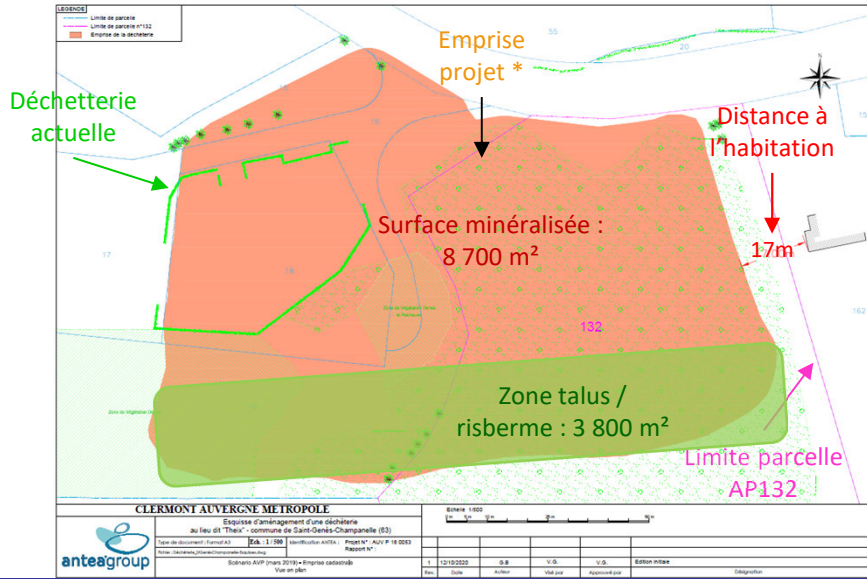 LEGENDE
Limite de parcelle
Limite de parcelle n°132
Emprise de la déchèterie
Emprise
projet *
Déchetterie
actuelle
Distance à
l'habitation
Surface minéralisée :
8 700 m²
17m
55
20
17
132
162
Zone talus /
risberme : 3 800 m²
Limite parcelle
AP132
CLERMONT AUVERGNE METROPOLE
Esquisse d'aménagement d'une déchèterie
au lieu dit "Theix" - commune de Saint-Genès-Champanelle (63)
Type de document : Format A3
Ech. : 1 / 500
Identification ANTEA :
Projet N° : AUV P 18 0053
Rapport N° :
Scénario AVP (mars 2019) - Emprise cadastrale
Vue en plan
anteagroup
Echelle 1/500
1 12/10/2020 G.B V.G. V.G. Edition initiale
Rev. Date Auteur Visé par Approuvé par Désignation